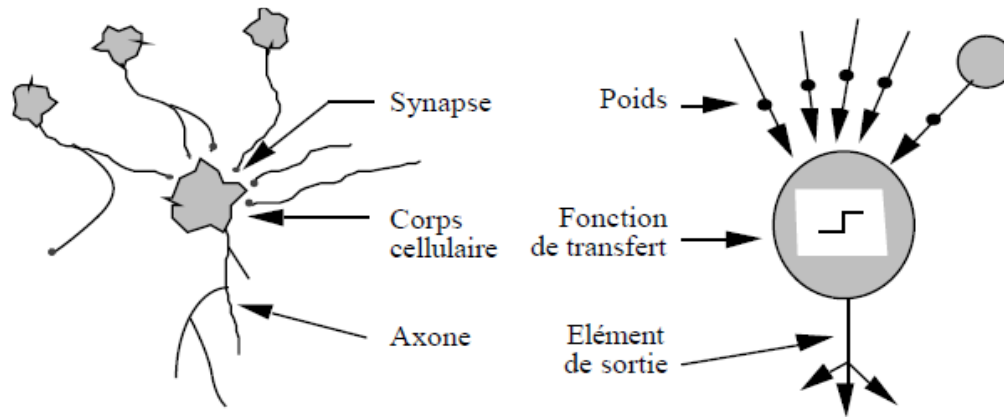 Synapse
Corps
cellulaire
Axone
Poids
Fonction
de transfert
Elément
de sortie